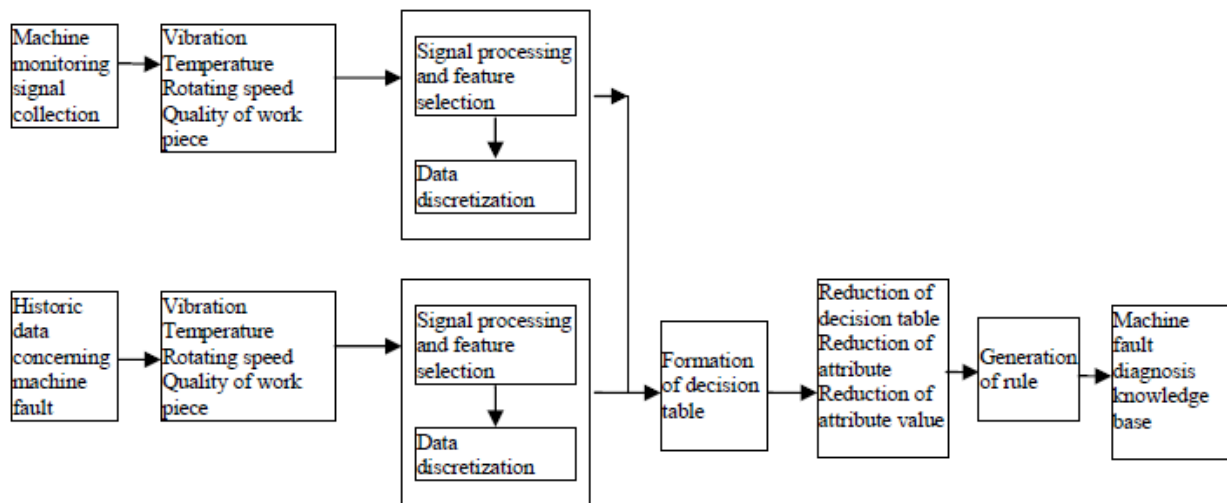 Machine
monitoring
signal
collection
Vibration
Temperature
Rotating speed
Quality of work
piece
Signal processing
and feature
selection
Data
discretization
Historic
data
concerning
machine
fault
Vibration
Temperature
Rotating speed
Quality of work
piece
Signal processing
and feature
selection
Data
discretization
Formation
of decision
table
Reduction of
decision table
Reduction of
attribute
Reduction of
attribute value
Generation
of rule
Machine
fault
diagnosis
knowledge
base